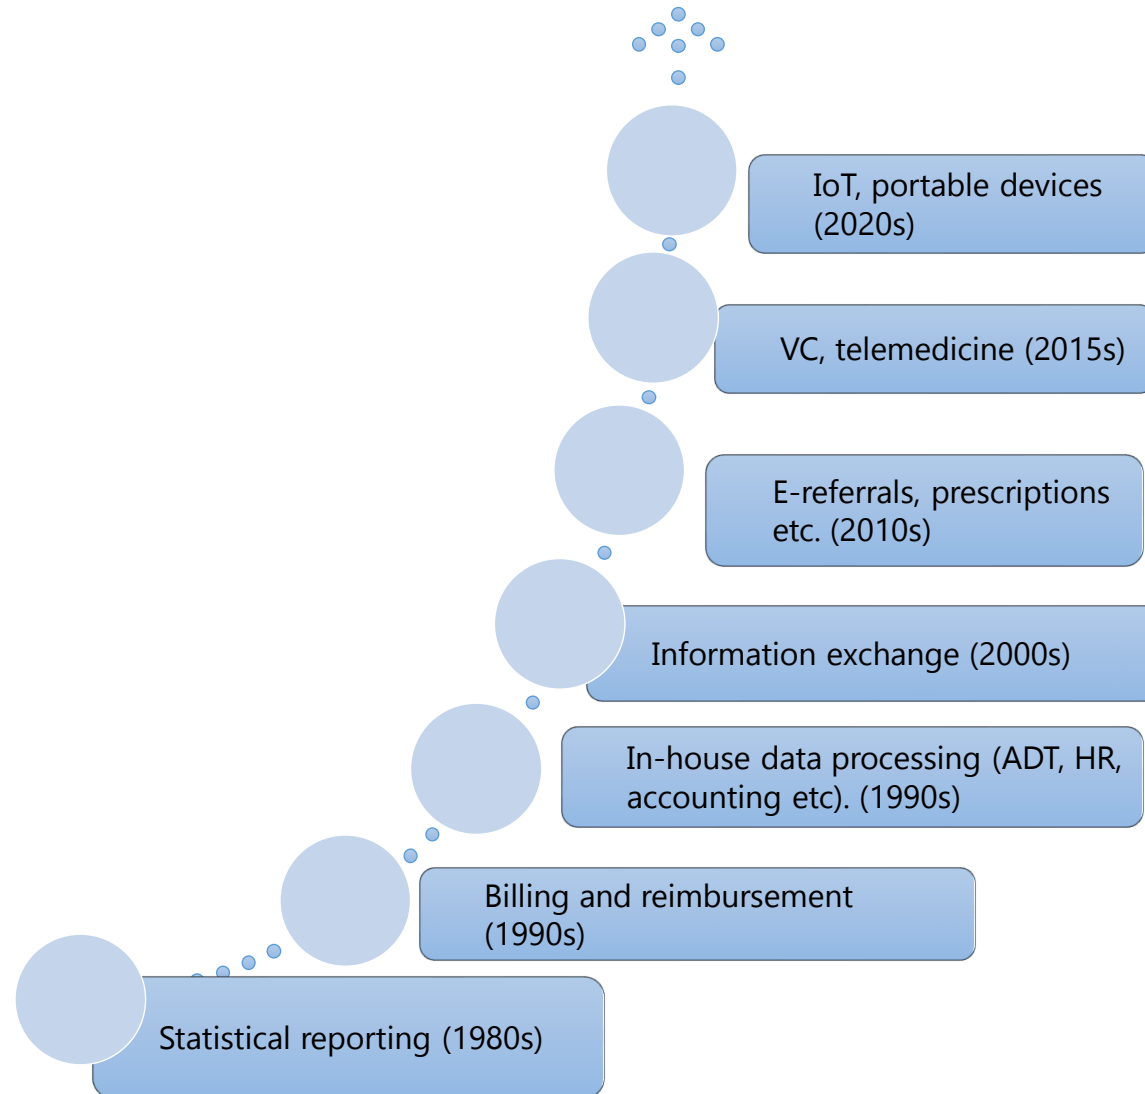 IoT, portable devices
(2020s)
VC, telemedicine (2015s)
E-referrals, prescriptions
etc. (2010s)
Information exchange (2000s)
In-house data processing (ADT, HR,
accounting etc). (1990s)
Billing and reimbursement
(1990s)
Statistical reporting (1980s)